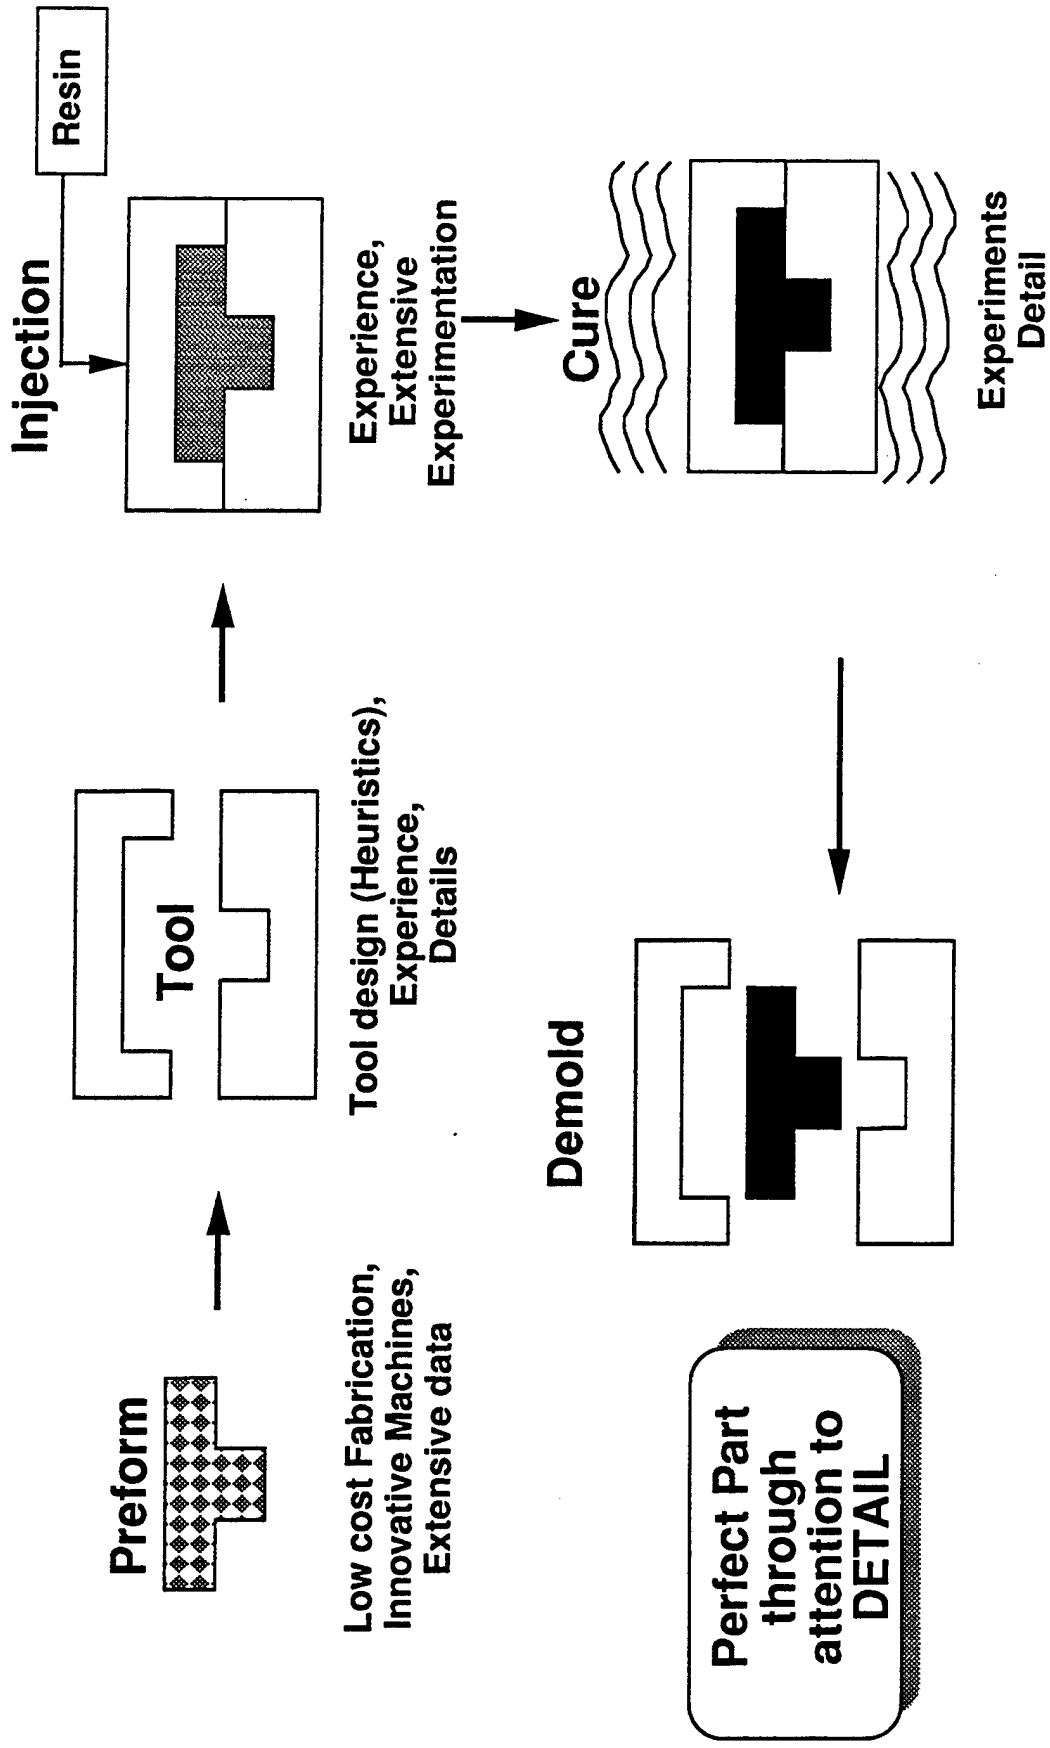 Preform
Low cost Fabrication,
Innovative Machines,
Extensive data
Tool
Tool design (Heuristics),
Experience,
Details
Injection
Resin
Experience,
Extensive
Experimentation
Cure
Experiments
Detail
Demold
Perfect Part
through
attention to
DETAIL